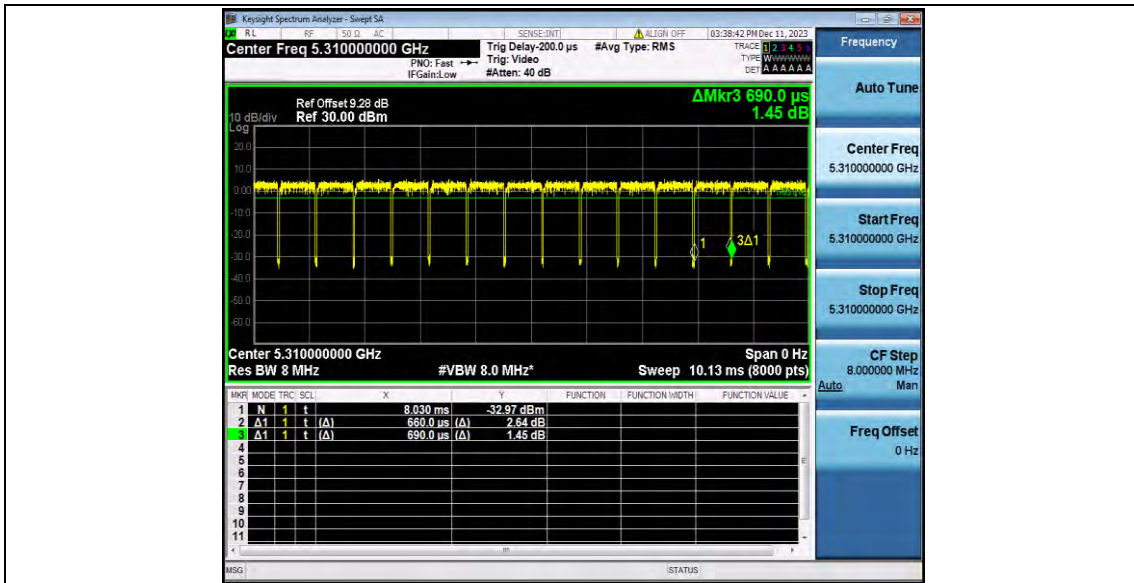 Keysight Spectrum Analyzer - Swept SA
RL RF 50 Ω AC SENSE:INT ALIGN OFF 03:38:42 PM Dec 11, 2023
Center Freq 5.310000000 GHz
Trig Delay-200.0 µs #Avg Type: RMS
TRACE 1 2 3 4 5 6
PNO: Fast Trig: Video
TYPE
IFGain:Low #Atten: 40 dB
DET A A A A A A
Frequency
ΔMkr3 690.0 µs
1.45 dB
Ref Offset 9.28 dB
10 dB/div Ref 30.00 dBm
Log
20.0
10.0
0.00
-10.0
-20.0
-30.0
-40.0
-50.0
-60.0
1
3Δ1
Center 5.310000000 GHz Span 0 Hz
Res BW 8 MHz #VBW 8.0 MHz* Sweep 10.13 ms (8000 pts)
MKR MODE TRC SCL X Y FUNCTION FUNCTION WIDTH FUNCTION VALUE
1 N 1 t 8.030 ms -32.97 dBm
2 Δ1 1 t (Δ) 660.0 µs (Δ) 2.64 dB
3 Δ1 1 t (Δ) 690.0 µs (Δ) 1.45 dB
4
5
6
7
8
9
10
11
MSG STATUS
Auto Tune
Center Freq
5.310000000 GHz
Start Freq
5.310000000 GHz
Stop Freq
5.310000000 GHz
CF Step
8.000000 MHz
Auto Man
Freq Offset
0 Hz